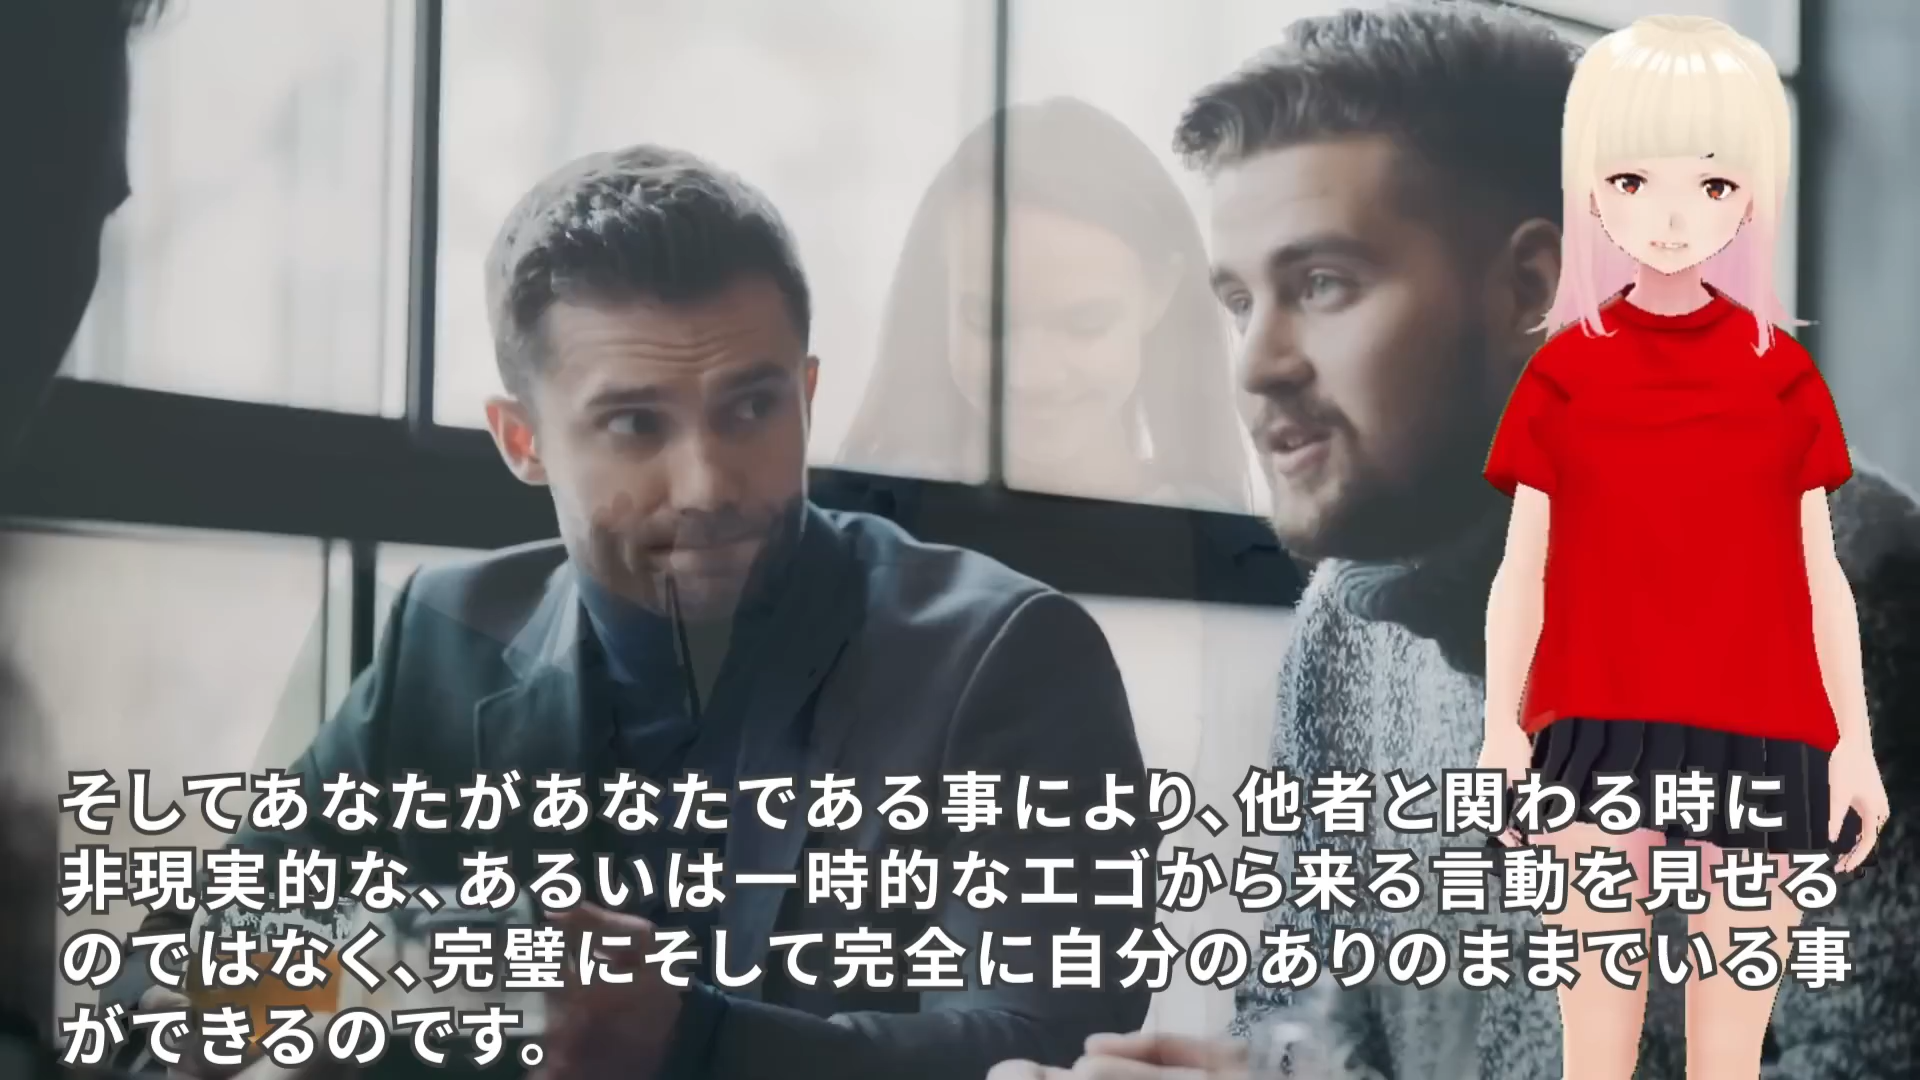 そしてあなたがあなたである事により、他者と関わる時に
非現実的な、あるいは一時的なエゴから来る言動を見せる
のではなく、完璧にそして完全に自分のありのままでいる事
ができるのです。